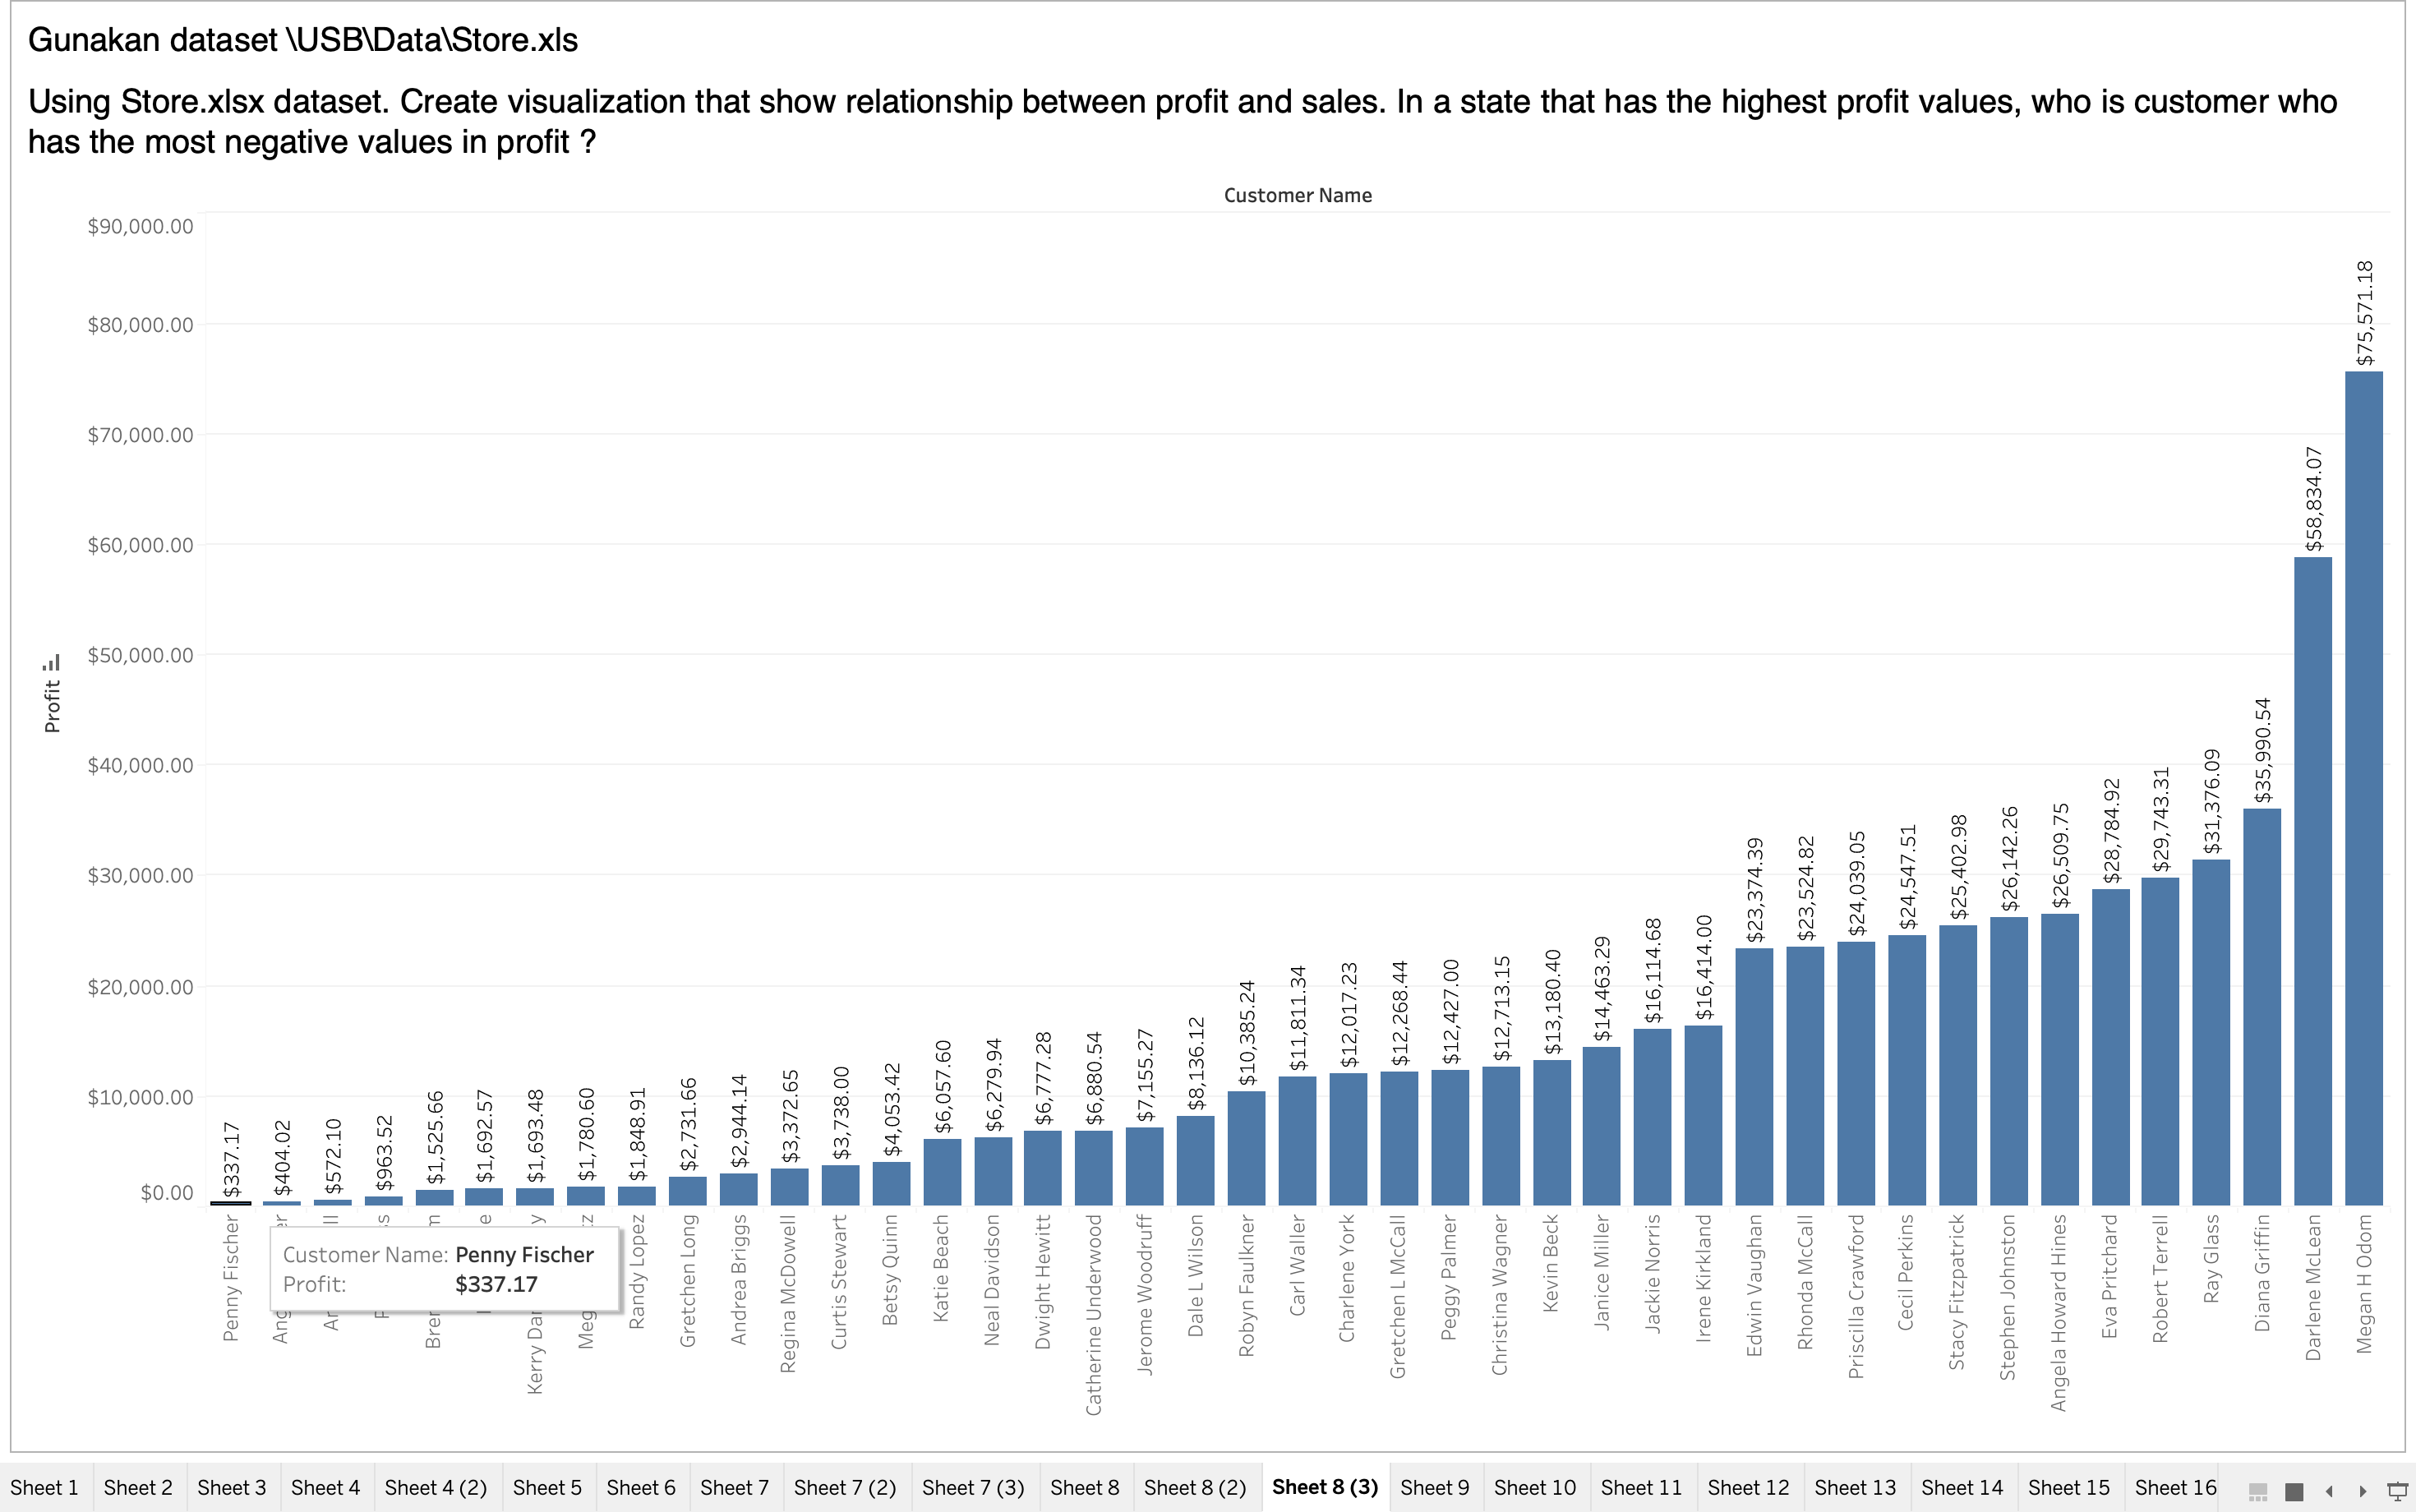 Gunakan dataset \USB\Data\Store.xls
Using Store.xlsx dataset. Create visualization that show relationship between profit and sales. In a state that has the highest profit values, who is customer who
has the most negative values in profit ?
Customer Name
Profit
$90,000.00
$80,000.00
$70,000.00
$60,000.00
$50,000.00
$40,000.00
$30,000.00
$20,000.00
$10,000.00
$0.00
$337.17
$404.02
$572.10
$963.52
$1,525.66
$1,692.57
$1,693.48
$1,780.60
$1,848.91
$2,731.66
$2,944.14
$3,372.65
$3,738.00
$4,053.42
$6,057.60
$6,279.94
$6,777.28
$6,880.54
$7,155.27
$8,136.12
$10,385.24
$11,811.34
$12,017.23
$12,268.44
$12,427.00
$12,713.15
$13,180.40
$14,463.29
$16,114.68
$16,414.00
$23,374.39
$23,524.82
$24,039.05
$24,547.51
$25,402.98
$26,142.26
$26,509.75
$28,784.92
$29,743.31
$31,376.09
$35,990.54
$58,834.07
$75,571.18
Penny Fischer
Kerry
Randy Lopez
Gretchen Long
Andrea Briggs
Regina McDowell
Curtis Stewart
Betsy Quinn
Katie Beach
Neal Davidson
Dwight Hewitt
Catherine Underwood
Jerome Woodruff
Dale L Wilson
Robyn Faulkner
Carl Waller
Charlene York
Gretchen L McCall
Peggy Palmer
Christina Wagner
Kevin Beck
Janice Miller
Jackie Norris
Irene Kirkland
Edwin Vaughan
Rhonda McCall
Priscilla Crawford
Cecil Perkins
Stacy Fitzpatrick
Stephen Johnston
Angela Howard Hines
Eva Pritchard
Robert Terrell
Ray Glass
Diana Griffin
Darlene McLean
Megan H Odom
Customer Name: Penny Fischer
Profit: $337.17
Sheet 1 Sheet 2 Sheet 3 Sheet 4 Sheet 4 (2) Sheet 5 Sheet 6 Sheet 7 Sheet 7 (2) Sheet 7 (3) Sheet 8 Sheet 8 (2) Sheet 8 (3) Sheet 9 Sheet 10 Sheet 11 Sheet 12 Sheet 13 Sheet 14 Sheet 15 Sheet 16